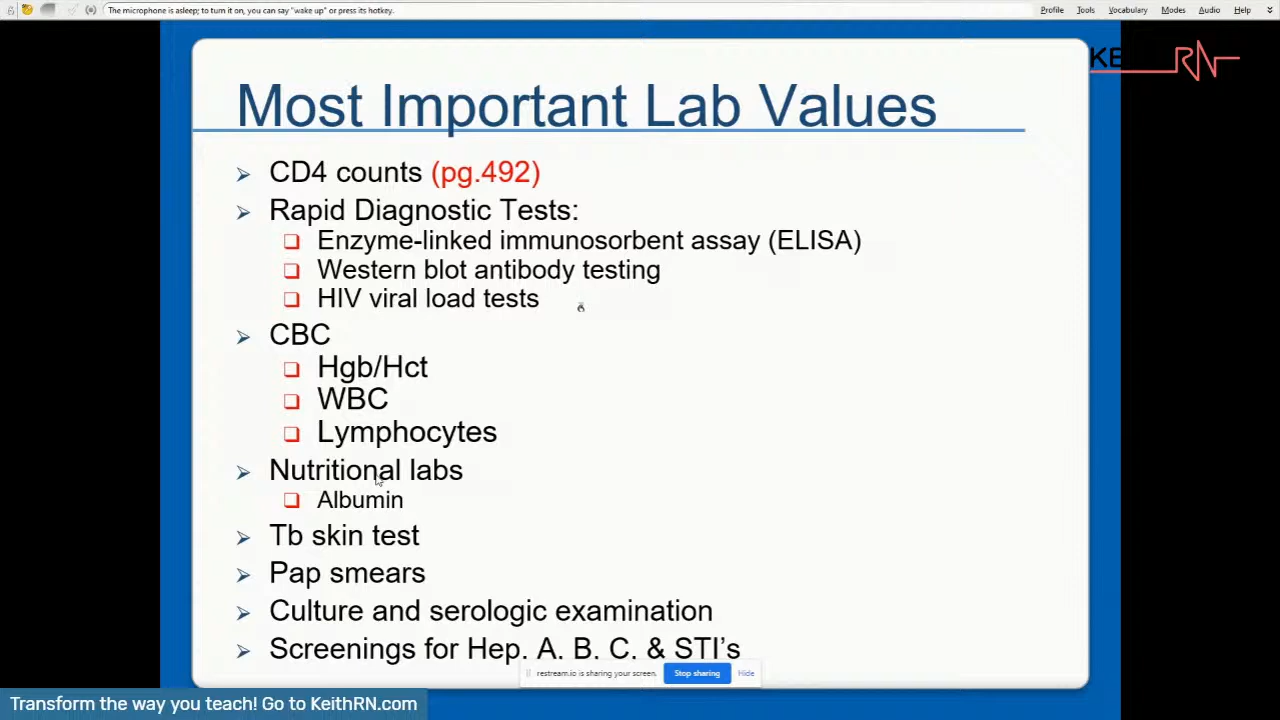 The microphone is asleep; to turn it on, you can say "wake up" or press its hotkey.
Profile Tools Vocabulary Modes Audio Help
KE RN
Most Important Lab Values
CD4 counts (pg.492)
Rapid Diagnostic Tests:
Enzyme-linked immunosorbent assay (ELISA)
Western blot antibody testing
HIV viral load tests
CBC
Hgb/Hct
WBC
Lymphocytes
Nutritional labs
Albumin
Tb skin test
Pap smears
Culture and serologic examination
Screenings for Hep. A, B, C, & STI's
restream.io is sharing your screen. Stop sharing Hide
Transform the way you teach! Go to KeithRN.com